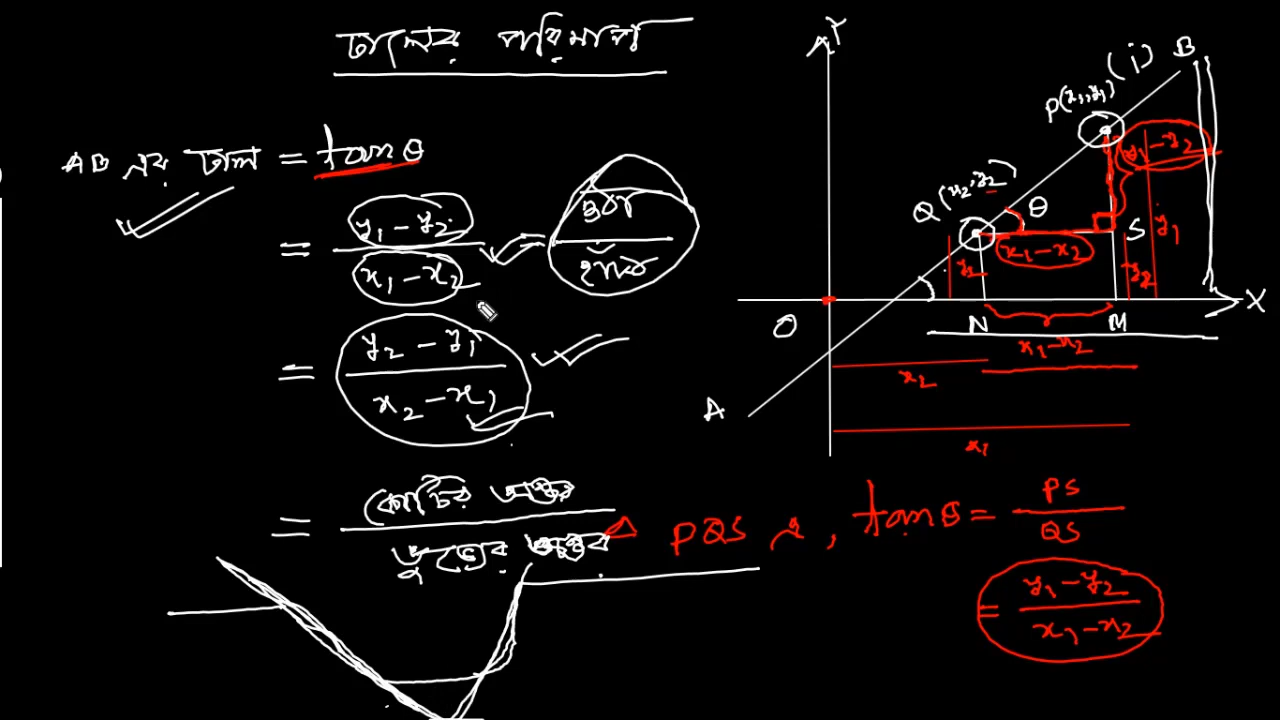 ঢালের পরিমাপ
AB এর ঢাল = tanθ
= y₁ - y₂ / x₁ - x₂ =
= y₂ - y₁ / x₂ - x₁
= কোটির অন্তর / ভুজের অন্তর
Y
B
P(x₁, y₁) (i)
y₁ - y₂
Q(x₂, y₂)
θ
S
x₁ - x₂
y₁
y₂
y₂
X
O
N
M
x₁ - x₂
x₂
A
x₁
Δ PQS এ, tanθ = PS / QS
= y₁ - y₂ / x₁ - x₂